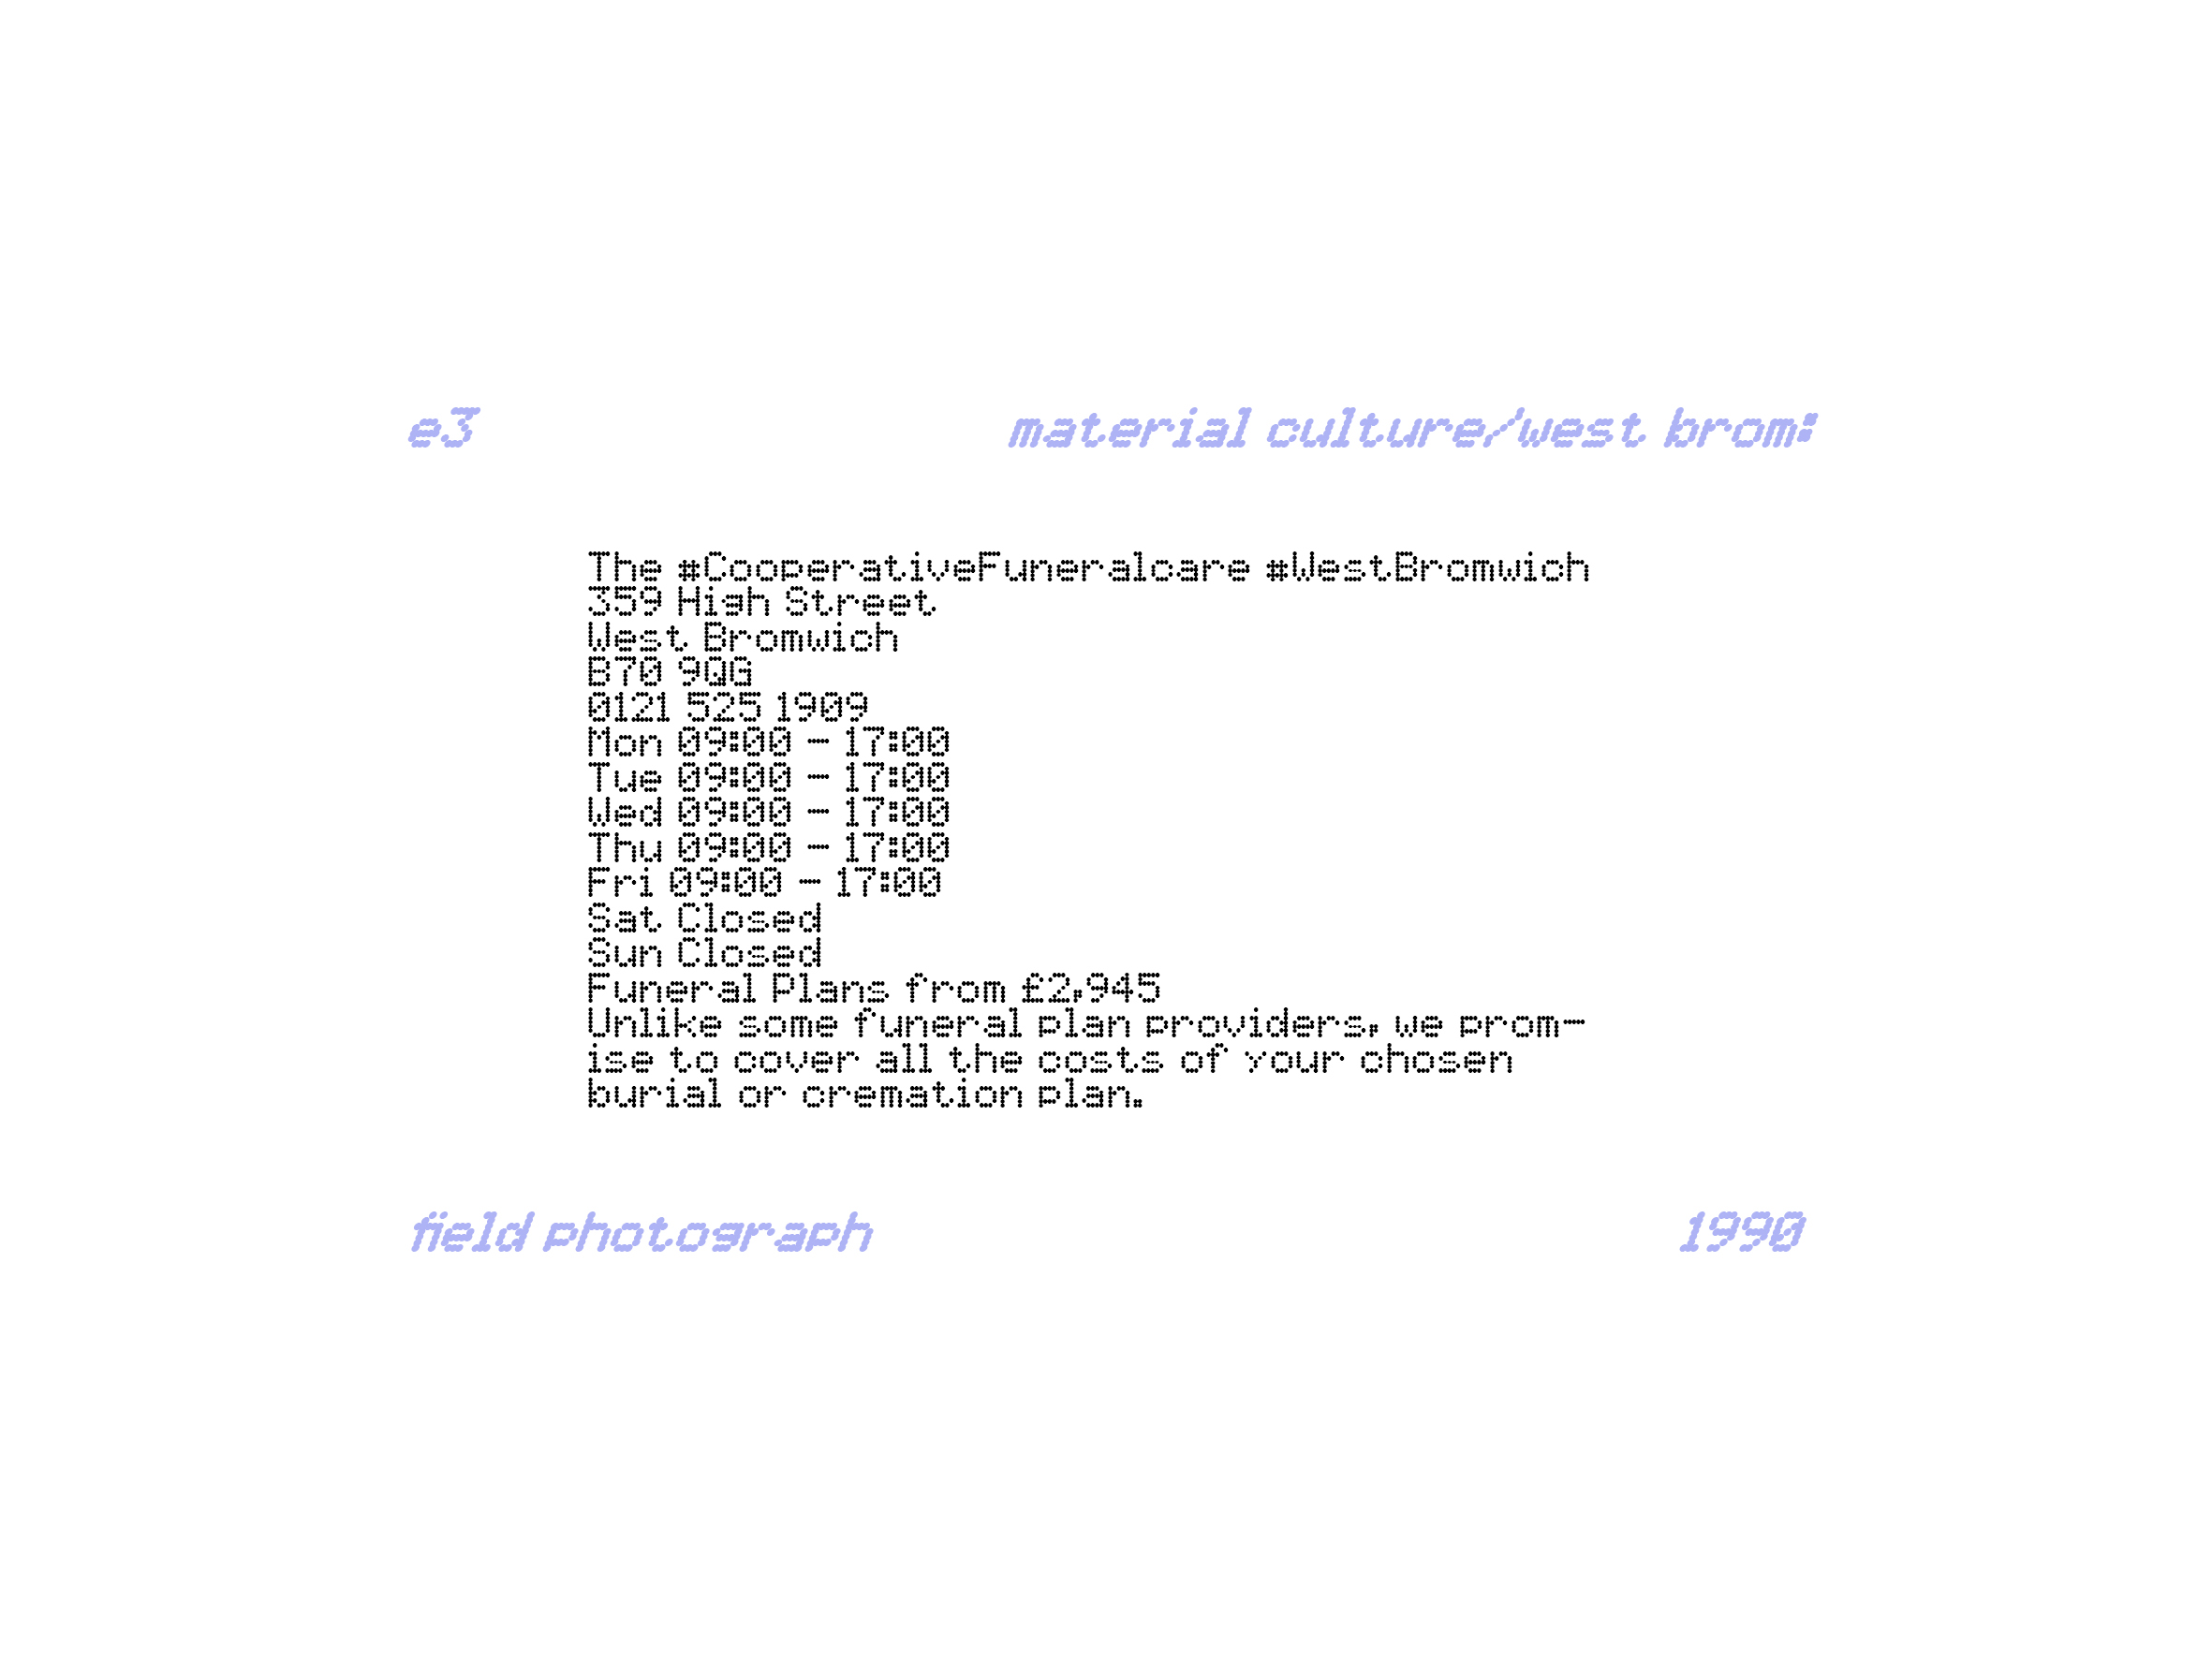 e3
material culture/west brom:
The #CooperativeFuneralcare #WestBromwich
359 High Street
West Bromwich
B70 9QG
0121 525 1909
Mon 09:00 - 17:00
Tue 09:00 - 17:00
Wed 09:00 - 17:00
Thu 09:00 - 17:00
Fri 09:00 - 17:00
Sat Closed
Sun Closed
Funeral Plans from £2,945
Unlike some funeral plan providers, we prom-
ise to cover all the costs of your chosen
burial or cremation plan.
field photograph
1990